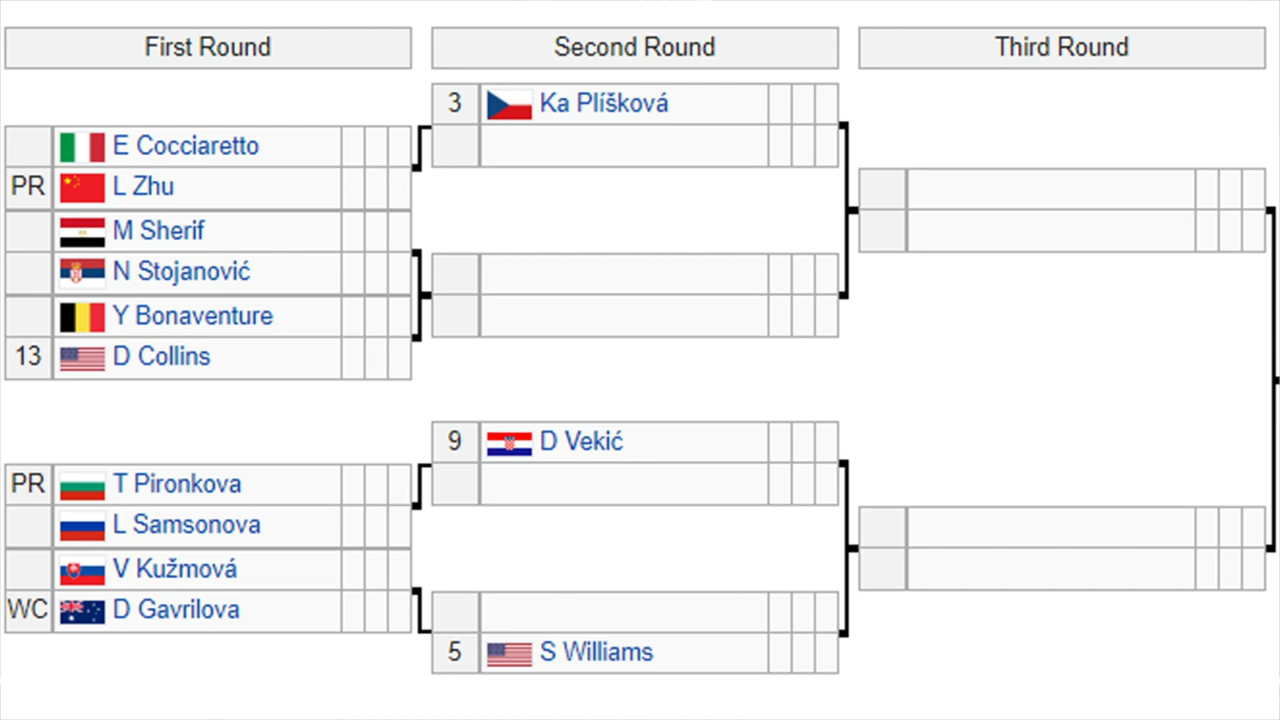 First Round
Second Round
Third Round
3 Ka Plíšková
E Cocciaretto
PR L Zhu
M Sherif
N Stojanović
Y Bonaventure
13 D Collins
9 D Vekić
PR T Pironkova
L Samsonova
V Kužmová
WC D Gavrilova
5 S Williams